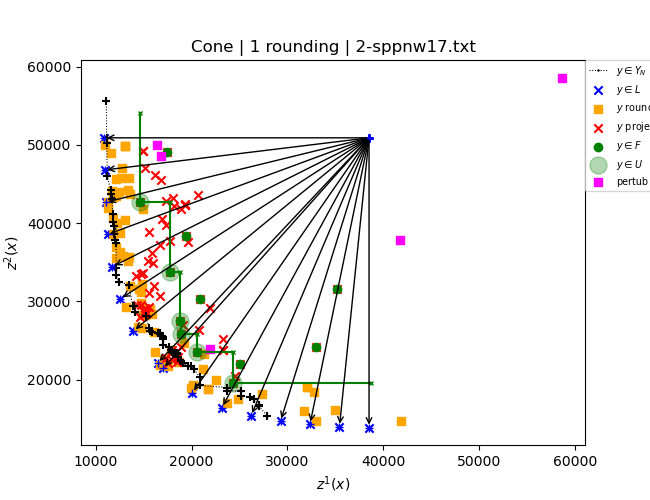 Cone | 1 rounding | 2-sppnw17.txt
60000
50000
40000
30000
20000
z²(x)
10000
20000
30000
40000
50000
60000
z¹(x)
y ∈ Y_N
y ∈ L
y
y
y ∈ F
y ∈ U